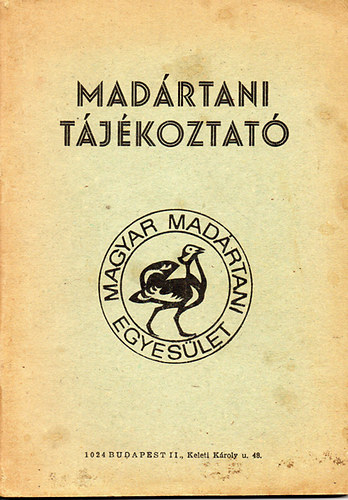 MADÁRTANI
TÁJÉKOZTATÓ
MAGYAR MADÁRTANI
EGYESÜLET
1024 BUDAPEST II., Keleti Károly u. 48.